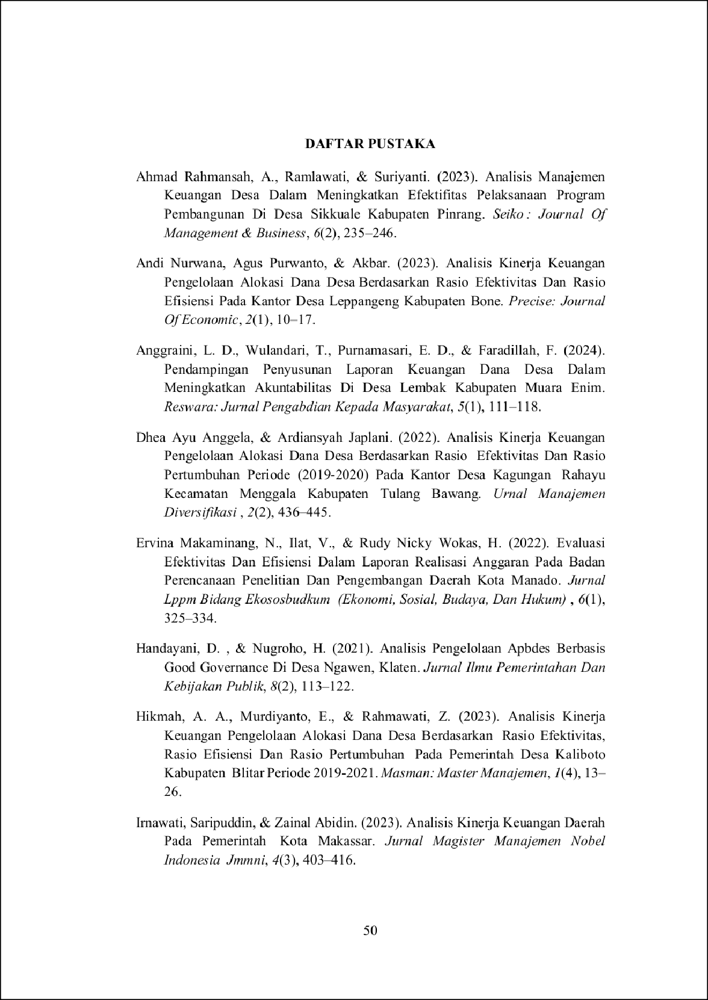 DAFTAR PUSTAKA
Ahmad Rahmansah, A., Ramlawati, & Suriyanti. (2023). Analisis Manajemen
Keuangan Desa Dalam Meningkatkan Efektifitas Pelaksanaan Program
Pembangunan Di Desa Sikkuale Kabupaten Pinrang. Seiko : Journal Of
Management & Business, 6(2), 235–246.
Andi Nurwana, Agus Purwanto, & Akbar. (2023). Analisis Kinerja Keuangan
Pengelolaan Alokasi Dana Desa Berdasarkan Rasio Efektivitas Dan Rasio
Efisiensi Pada Kantor Desa Leppangeng Kabupaten Bone. Precise: Journal
Of Economic, 2(1), 10–17.
Anggraini, L. D., Wulandari, T., Purnamasari, E. D., & Faradillah, F. (2024).
Pendampingan Penyusunan Laporan Keuangan Dana Desa Dalam
Meningkatkan Akuntabilitas Di Desa Lembak Kabupaten Muara Enim.
Reswara: Jurnal Pengabdian Kepada Masyarakat, 5(1), 111–118.
Dhea Ayu Anggela, & Ardiansyah Japlani. (2022). Analisis Kinerja Keuangan
Pengelolaan Alokasi Dana Desa Berdasarkan Rasio Efektivitas Dan Rasio
Pertumbuhan Periode (2019-2020) Pada Kantor Desa Kagungan Rahayu
Kecamatan Menggala Kabupaten Tulang Bawang. Urnal Manajemen
Diversifikasi , 2(2), 436–445.
Ervina Makaminang, N., Ilat, V., & Rudy Nicky Wokas, H. (2022). Evaluasi
Efektivitas Dan Efisiensi Dalam Laporan Realisasi Anggaran Pada Badan
Perencanaan Penelitian Dan Pengembangan Daerah Kota Manado. Jurnal
Lppm Bidang Ekososbudkum (Ekonomi, Sosial, Budaya, Dan Hukum) , 6(1),
325–334.
Handayani, D. , & Nugroho, H. (2021). Analisis Pengelolaan Apbdes Berbasis
Good Governance Di Desa Ngawen, Klaten. Jurnal Ilmu Pemerintahan Dan
Kebijakan Publik, 8(2), 113–122.
Hikmah, A. A., Murdiyanto, E., & Rahmawati, Z. (2023). Analisis Kinerja
Keuangan Pengelolaan Alokasi Dana Desa Berdasarkan Rasio Efektivitas,
Rasio Efisiensi Dan Rasio Pertumbuhan Pada Pemerintah Desa Kaliboto
Kabupaten Blitar Periode 2019-2021. Masman: Master Manajemen, 1(4), 13–
26.
Irnawati, Saripuddin, & Zainal Abidin. (2023). Analisis Kinerja Keuangan Daerah
Pada Pemerintah Kota Makassar. Jurnal Magister Manajemen Nobel
Indonesia Jmmni, 4(3), 403–416.
50